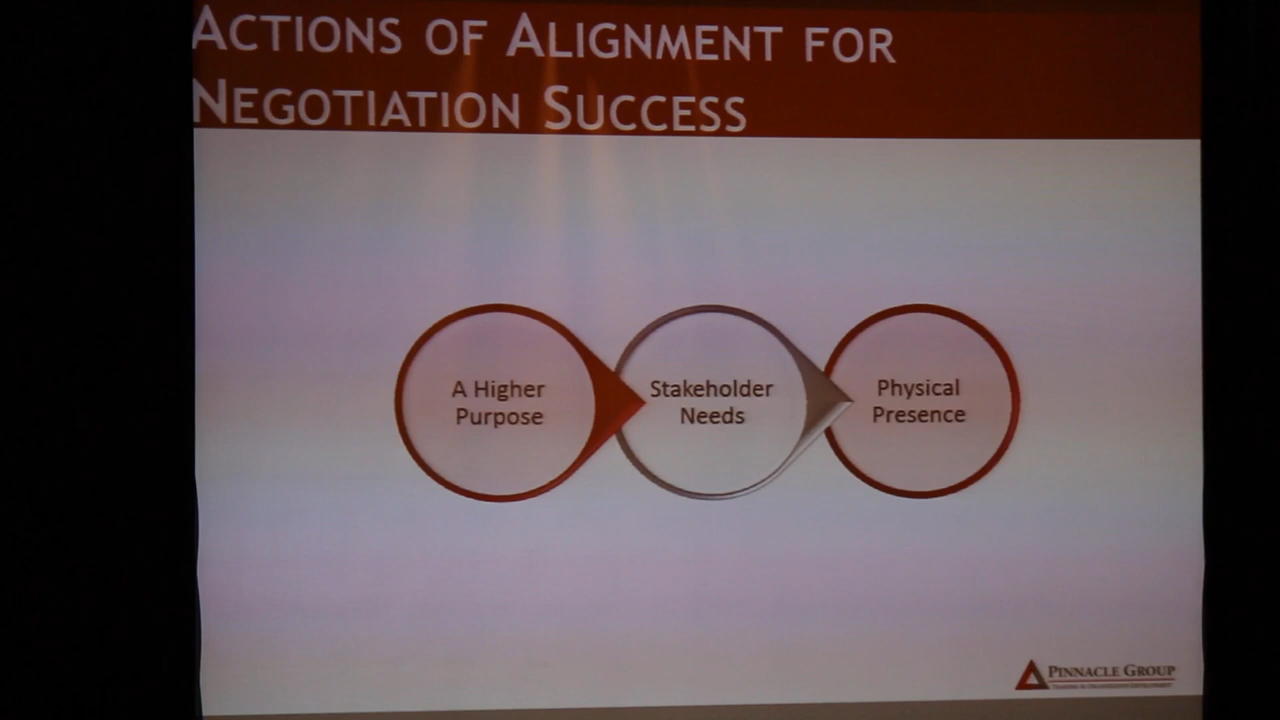 ACTIONS OF ALIGNMENT FOR
NEGOTIATION SUCCESS
A Higher
Purpose
Stakeholder
Needs
Physical
Presence
PINNACLE GROUP